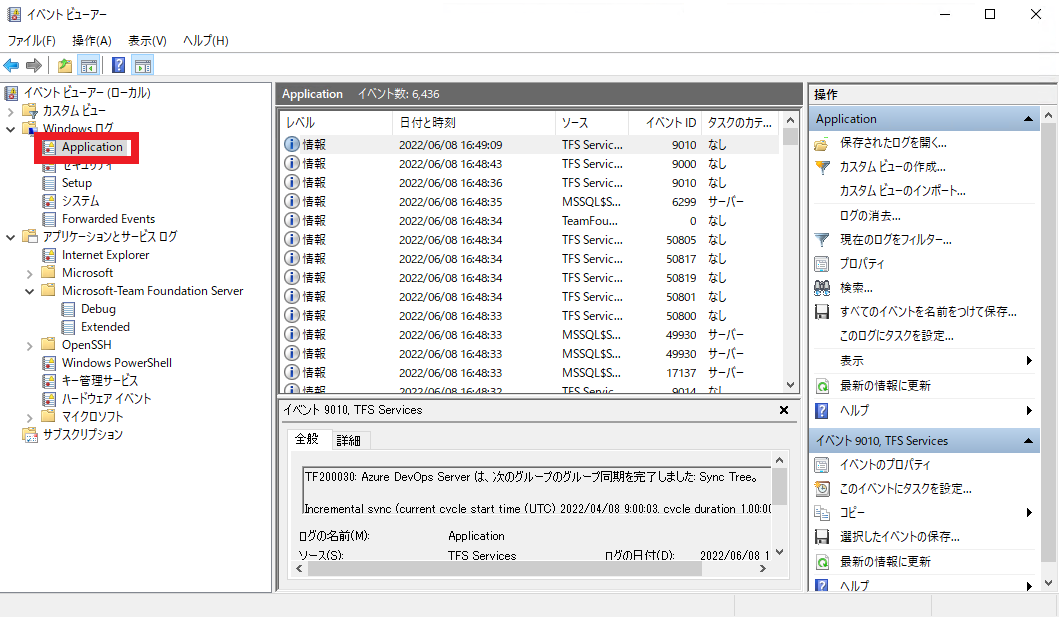 イベント ビューアー
ファイル(F) 操作(A) 表示(V) ヘルプ(H)
イベント ビューアー (ローカル)
カスタム ビュー
Windows ログ
Application
セキュリティ
Setup
システム
Forwarded Events
アプリケーションとサービス ログ
Internet Explorer
Microsoft
Microsoft-Team Foundation Server
Debug
Extended
OpenSSH
Windows PowerShell
キー管理サービス
ハードウェア イベント
マイクロソフト
サブスクリプション
Application イベント数: 6,436
レベル 日付と時刻 ソース イベント ID タスクのカテ...
情報 2022/06/08 16:49:09 TFS Servic... 9010 なし
情報 2022/06/08 16:48:43 TFS Servic... 9000 なし
情報 2022/06/08 16:48:36 TFS Servic... 9010 なし
情報 2022/06/08 16:48:35 MSSQL$S... 6299 サーバー
情報 2022/06/08 16:48:34 TeamFou... 0 なし
情報 2022/06/08 16:48:34 TFS Servic... 50805 なし
情報 2022/06/08 16:48:34 TFS Servic... 50817 なし
情報 2022/06/08 16:48:34 TFS Servic... 50819 なし
情報 2022/06/08 16:48:34 TFS Servic... 50801 なし
情報 2022/06/08 16:48:33 TFS Servic... 50800 なし
情報 2022/06/08 16:48:33 MSSQL$S... 49930 サーバー
情報 2022/06/08 16:48:33 MSSQL$S... 49930 サーバー
情報 2022/06/08 16:48:33 MSSQL$S... 17137 サーバー
情報 2022/06/08 16:48:32 TFS Servic... 9014 なし
イベント 9010, TFS Services
全般 詳細
TF200030: Azure DevOps Server は、次のグループのグループ同期を完了しました: Sync Tree。
Incremental sync (current cycle start time (UTC) 2022/04/08 9:00:03. cycle duration 1.00:00
ログの名前(M): Application
ソース(S): TFS Services ログの日付(D): 2022/06/08 1
操作
Application
保存されたログを開く...
カスタム ビューの作成...
カスタム ビューのインポート...
ログの消去...
現在のログをフィルター...
プロパティ
検索...
すべてのイベントを名前をつけて保存...
このログにタスクを設定...
表示
最新の情報に更新
ヘルプ
イベント 9010, TFS Services
イベントのプロパティ
このイベントにタスクを設定...
コピー
選択したイベントの保存...
最新の情報に更新
ヘルプ